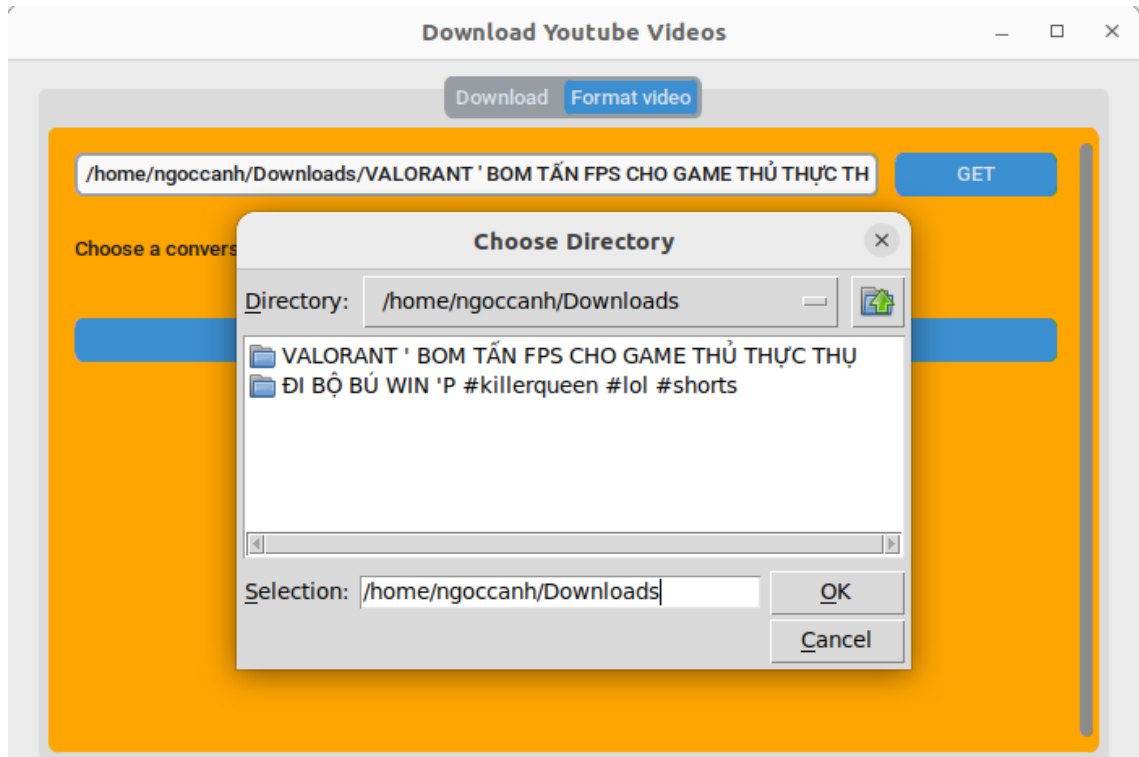 Download Youtube Videos
Download Format video
/home/ngoccanh/Downloads/VALORANT ' BOM TẤN FPS CHO GAME THỦ THỰC TH
GET
Choose a convers
Choose Directory
Directory: /home/ngoccanh/Downloads
VALORANT ' BOM TẤN FPS CHO GAME THỦ THỰC THỤ
ĐI BỘ BÚ WIN 'P #killerqueen #lol #shorts
Selection: /home/ngoccanh/Downloads
OK
Cancel